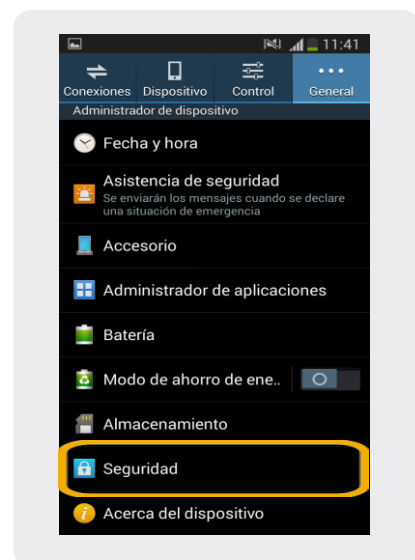 11:41
Conexiones Dispositivo Control General
Administrador de dispositivo
Fecha y hora
Asistencia de seguridad
Se enviarán los mensajes cuando se declare
una situación de emergencia
Accesorio
Administrador de aplicaciones
Batería
Modo de ahorro de ene..
Almacenamiento
Seguridad
Acerca del dispositivo